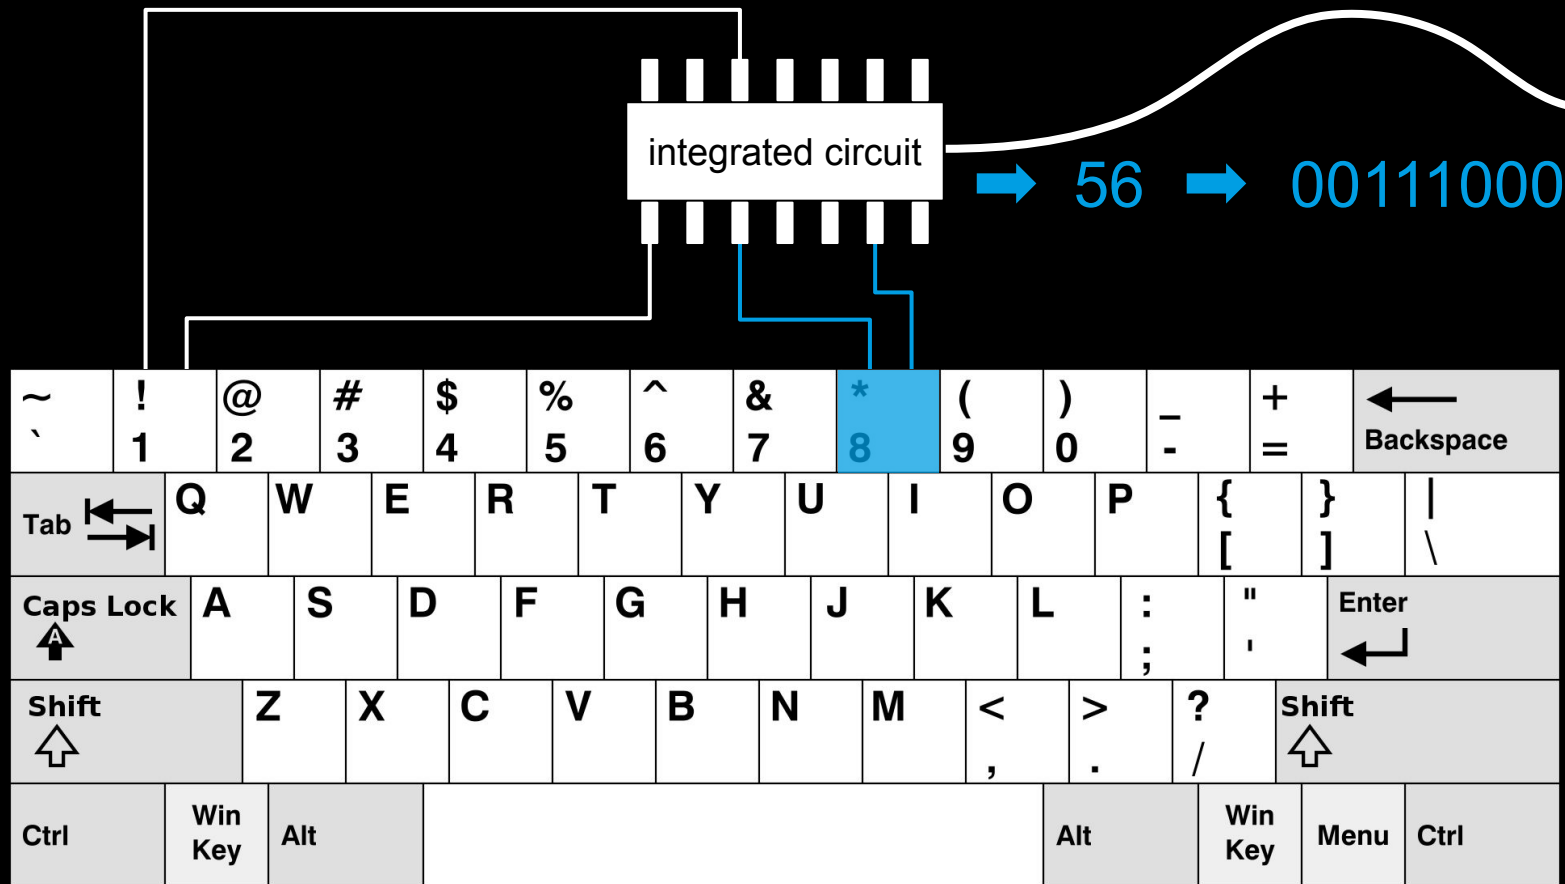 integrated circuit
56 00111000
~ ! @ # $ % ^ & * ( ) _ +
` 1 2 3 4 5 6 7 8 9 0 - = Backspace
Tab Q W E R T Y U I O P { } |
[ ] \
Caps Lock A S D F G H J K L : " Enter
A ; '
Shift Z X C V B N M < > ? Shift
, . /
Ctrl Win Key Alt Alt Win Key Menu Ctrl